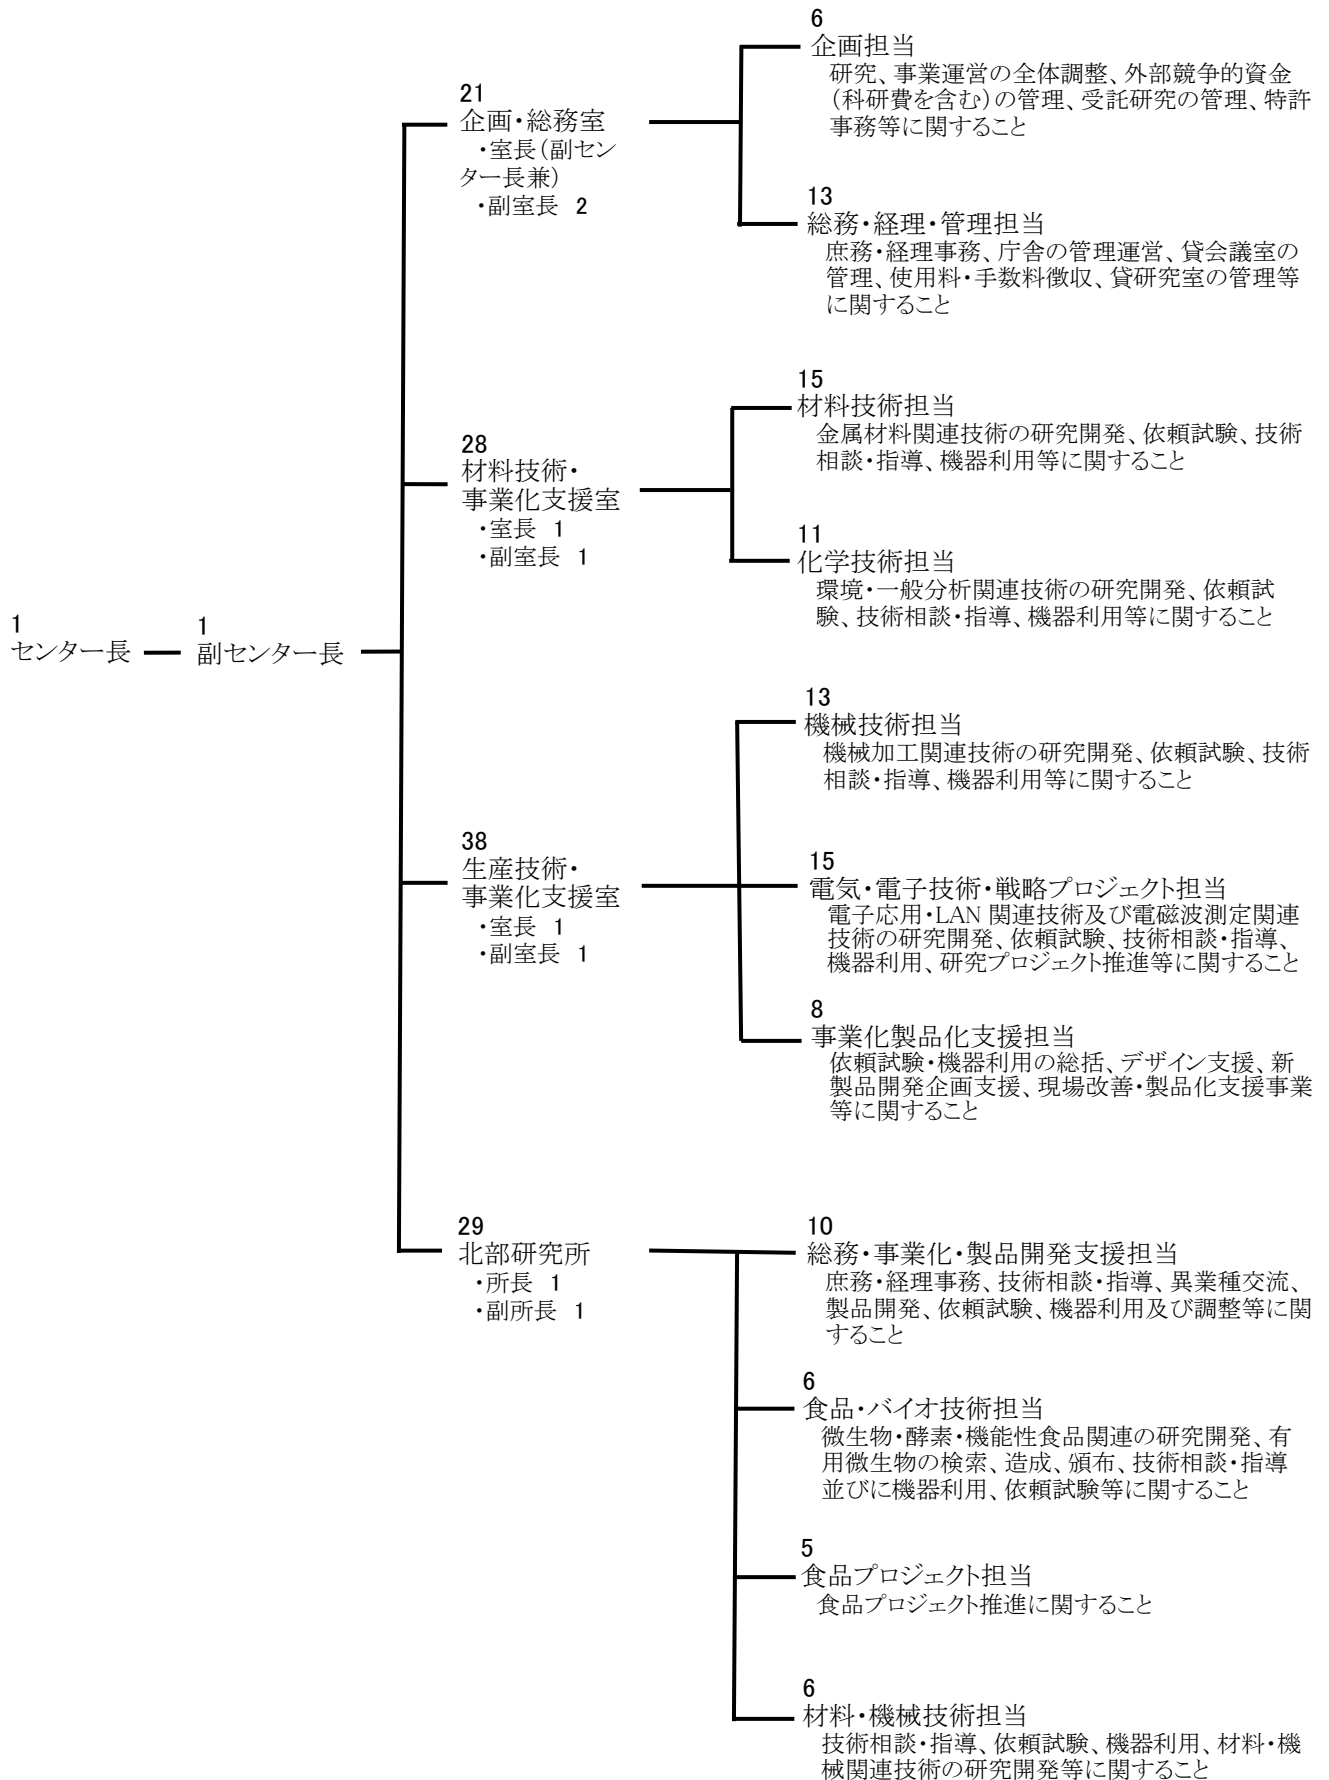 1
センター長
1
副センター長
21
企画・総務室
・室長(副セン
ター長兼)
・副室長 2
6
企画担当
研究、事業運営の全体調整、外部競争的資金
(科研費を含む)の管理、受託研究の管理、特許
事務等に関すること
13
総務・経理・管理担当
庶務・経理事務、庁舎の管理運営、貸会議室の
管理、使用料・手数料徴収、貸研究室の管理等
に関すること
28
材料技術・
事業化支援室
・室長 1
・副室長 1
15
材料技術担当
金属材料関連技術の研究開発、依頼試験、技術
相談・指導、機器利用等に関すること
11
化学技術担当
環境・一般分析関連技術の研究開発、依頼試
験、技術相談・指導、機器利用等に関すること
38
生産技術・
事業化支援室
・室長 1
・副室長 1
13
機械技術担当
機械加工関連技術の研究開発、依頼試験、技術
相談・指導、機器利用等に関すること
15
電気・電子技術・戦略プロジェクト担当
電子応用・LAN 関連技術及び電磁波測定関連
技術の研究開発、依頼試験、技術相談・指導、
機器利用、研究プロジェクト推進等に関すること
8
事業化製品化支援担当
依頼試験・機器利用の総括、デザイン支援、新
製品開発企画支援、現場改善・製品化支援事業
等に関すること
29
北部研究所
・所長 1
・副所長 1
10
総務・事業化・製品開発支援担当
庶務・経理事務、技術相談・指導、異業種交流、
製品開発、依頼試験、機器利用及び調整等に関
すること
6
食品・バイオ技術担当
微生物・酵素・機能性食品関連の研究開発、有
用微生物の検索、造成、頒布、技術相談・指導
並びに機器利用、依頼試験等に関すること
5
食品プロジェクト担当
食品プロジェクト推進に関すること
6
材料・機械技術担当
技術相談・指導、依頼試験、機器利用、材料・機
械関連技術の研究開発等に関すること